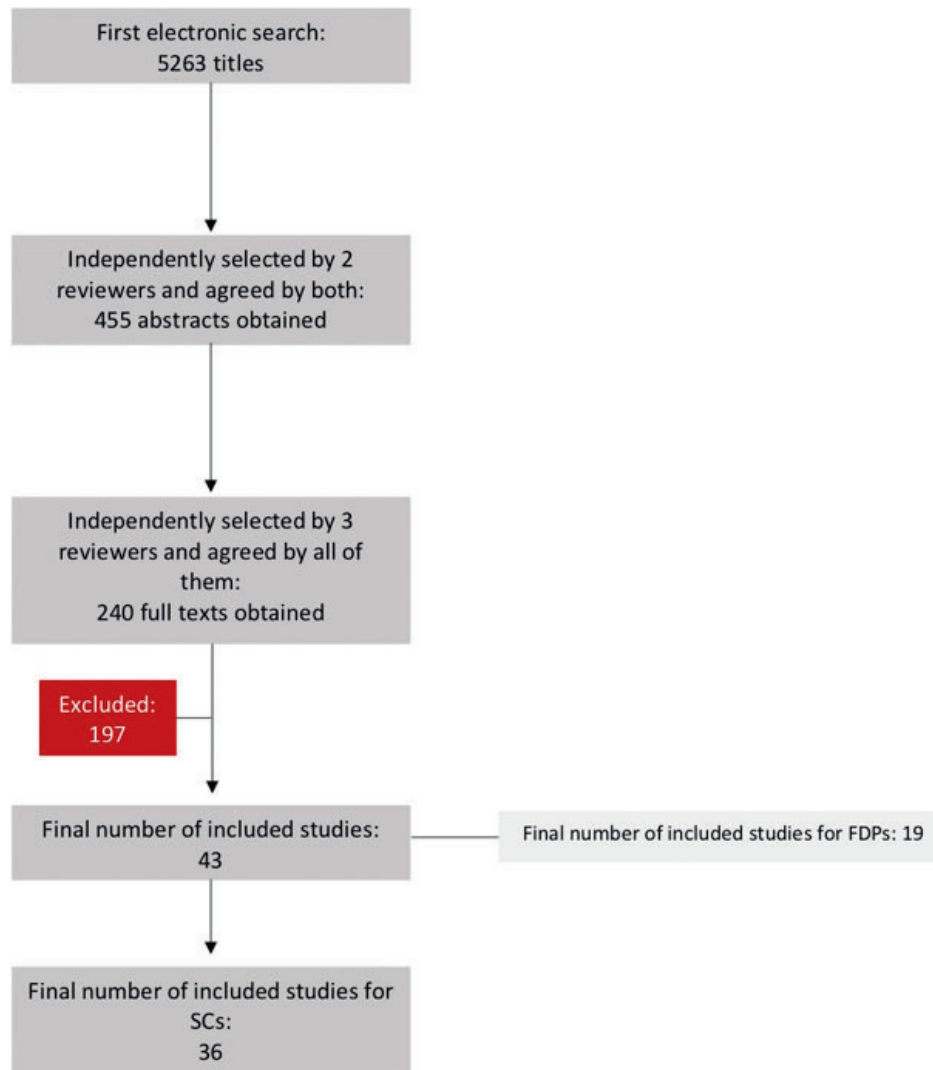 First electronic search:
5263 titles
Independently selected by 2
reviewers and agreed by both:
455 abstracts obtained
Independently selected by 3
reviewers and agreed by all of
them:
240 full texts obtained
Excluded:
197
Final number of included studies:
43
Final number of included studies for FDPs: 19
Final number of included studies for
SCs:
36